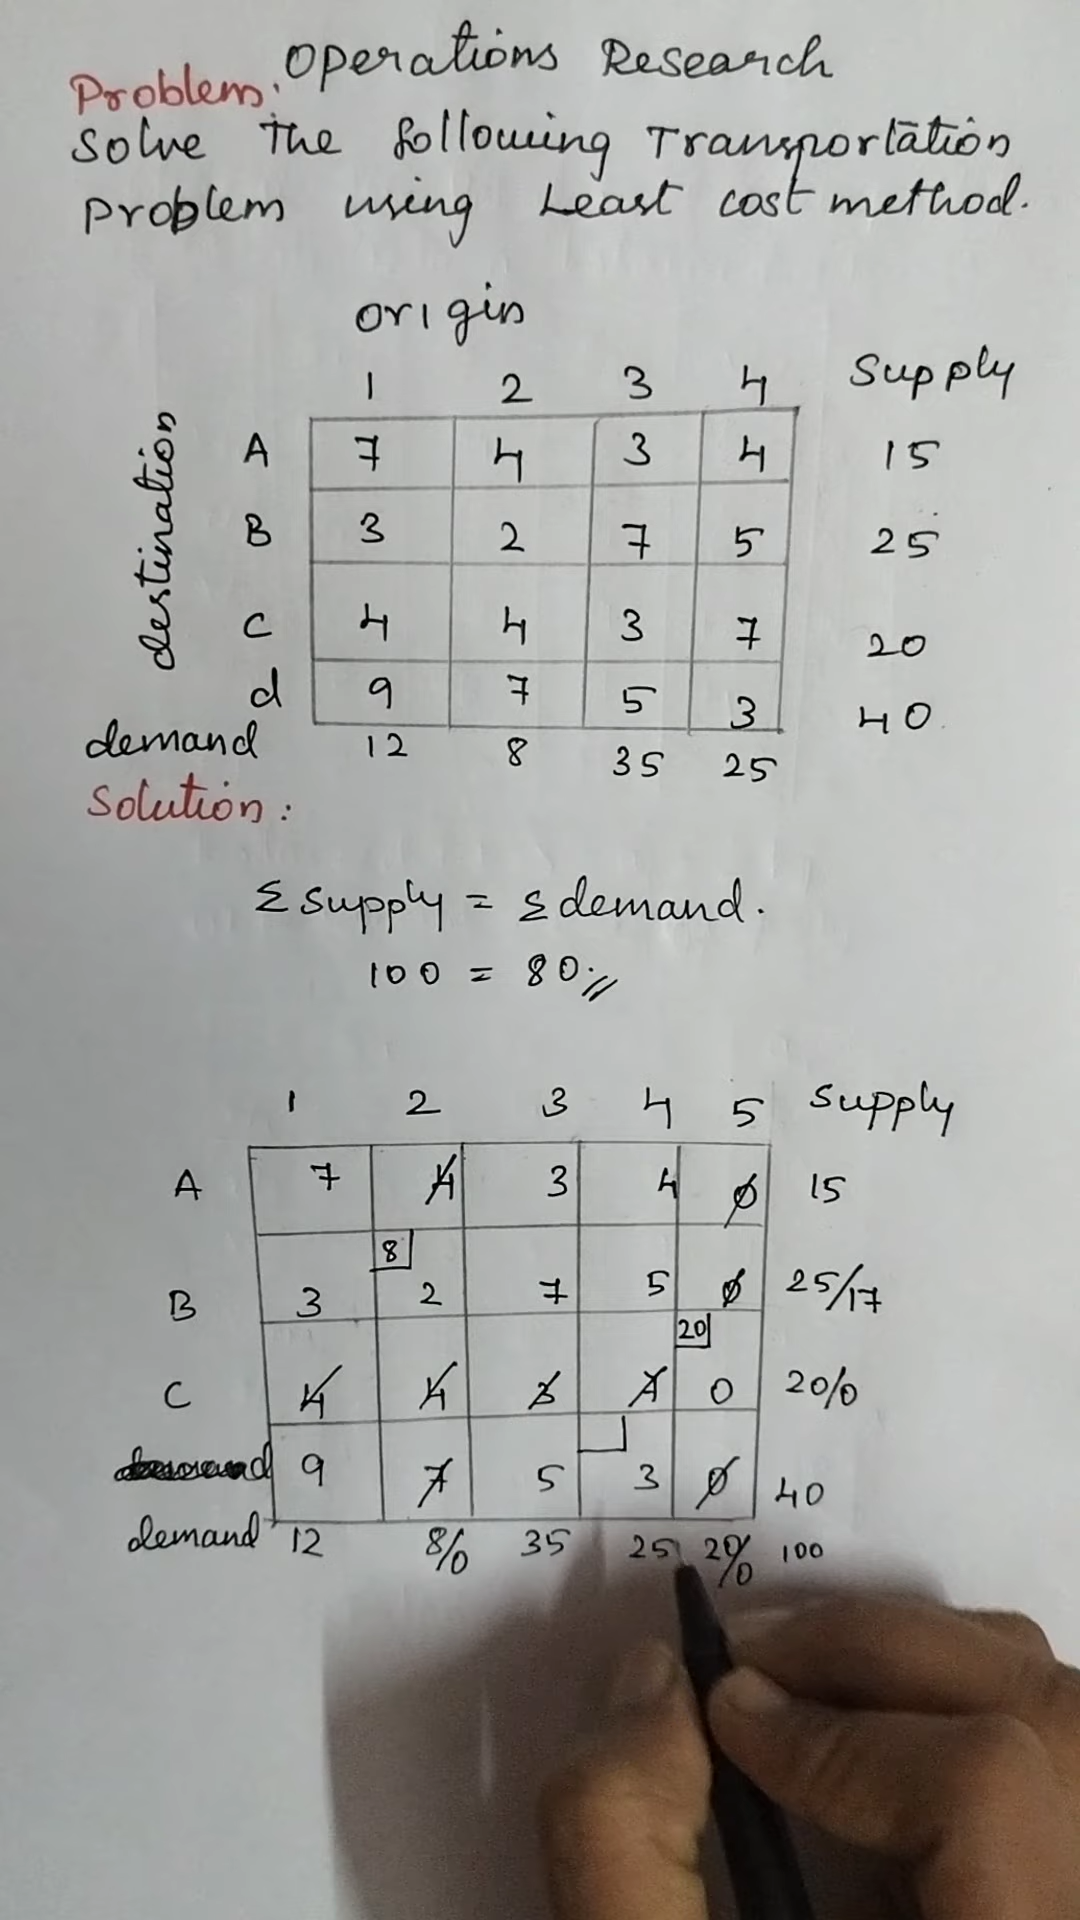 Operations Research
Problem:
Solve the following Transportation
problem using Least cost method.
origin
1 2 3 4 Supply
destination
A 7 4 3 4 15
B 3 2 7 5 25
C 4 4 3 7 20
d 9 7 5 3 40
demand 12 8 35 25
Solution:
Σ Supply = Σ demand.
100 = 80 //
1 2 3 4 5 Supply
A 7 4 3 4 0 15
8
B 3 2 7 5 0 25/17
20
C 4 4 3 7 0 20/0
d 9 7 5 3 0 40
demand 12 8/0 35 25 20/0 100